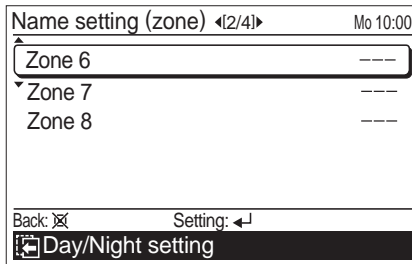 Name setting (zone) ◂[2/4]▸ Mo 10:00
Zone 6 ---
Zone 7 ---
Zone 8 ---
Back: Setting: ↵
Day/Night setting